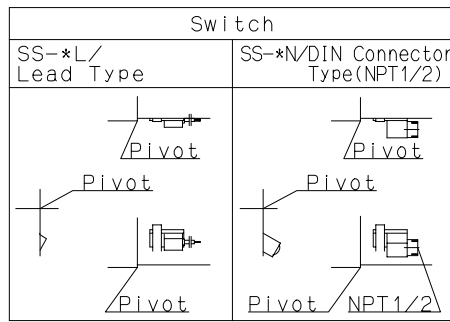 Switch
SS-*L/
Lead Type
SS-*N/DIN Connector
Type(NPT1/2)
Pivot
Pivot
Pivot
Pivot
Pivot
Pivot
NPT1/2